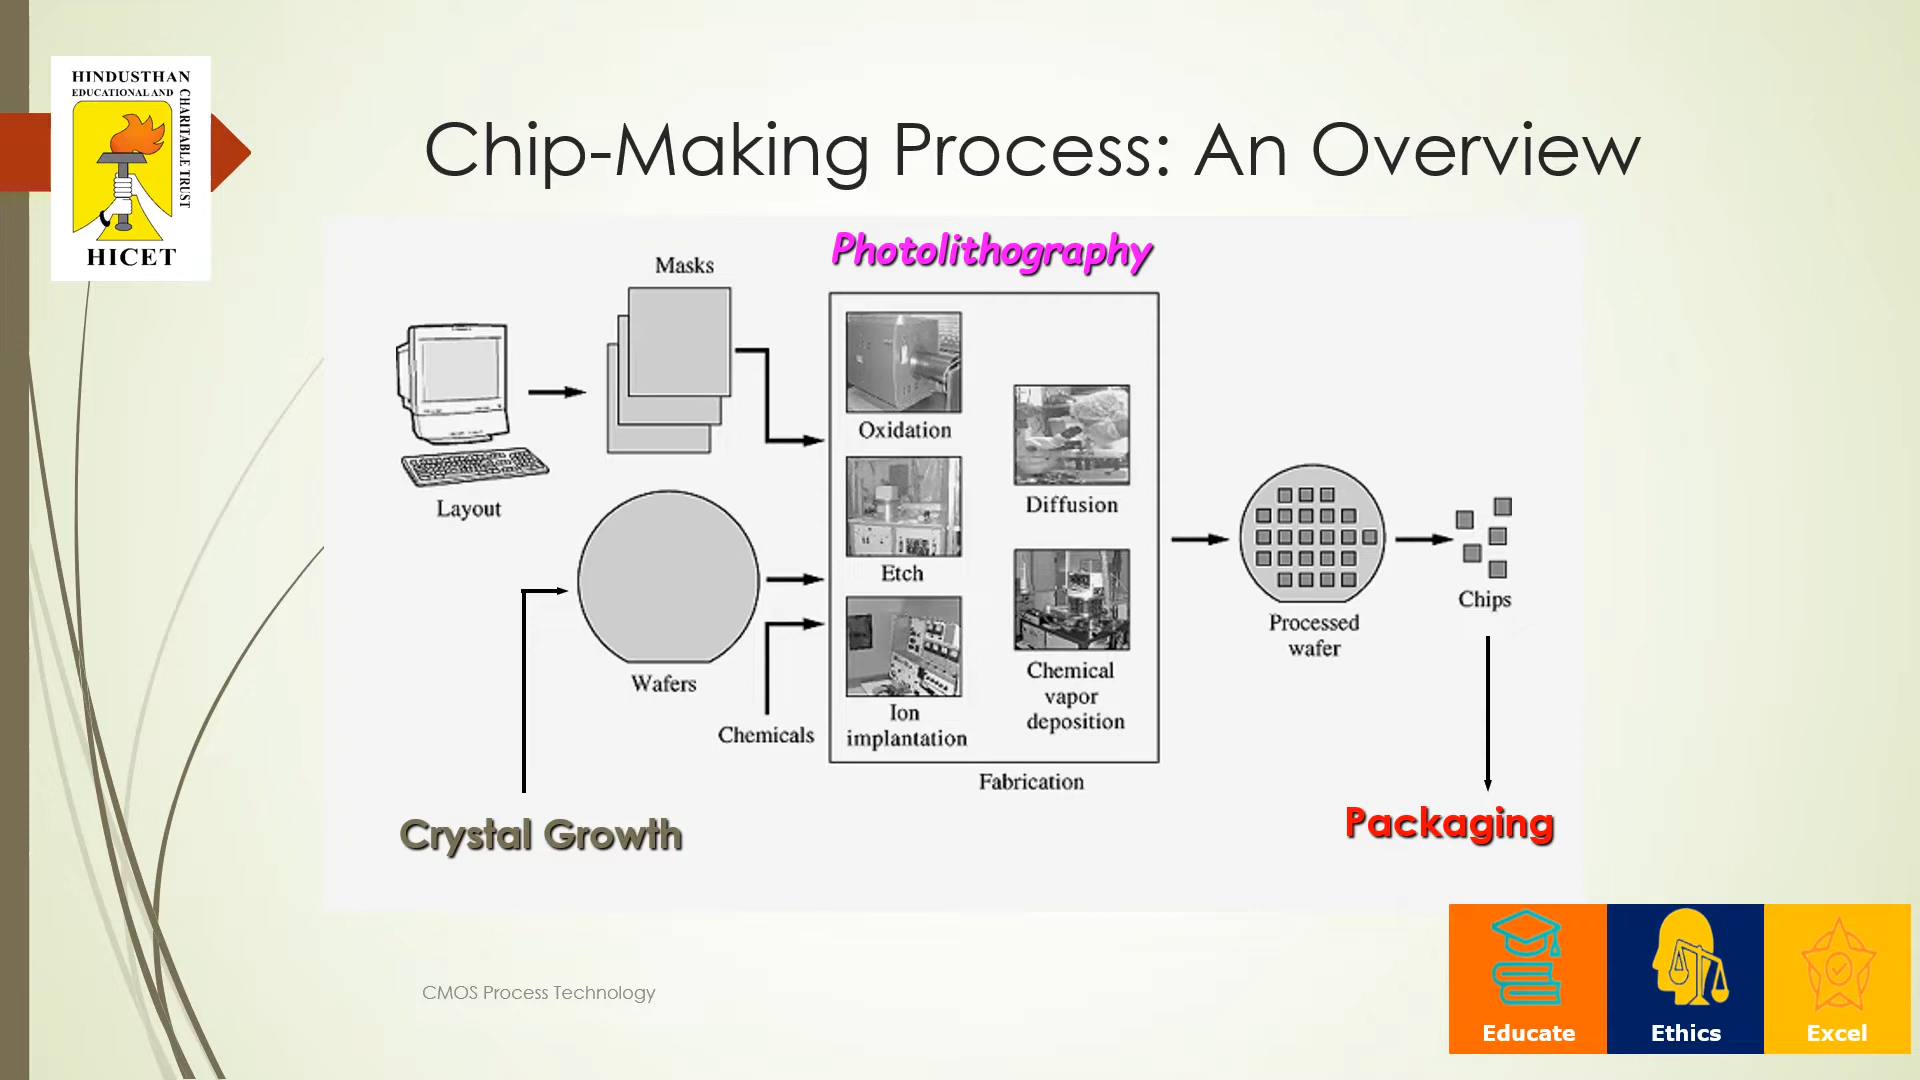 HINDUSTHAN
EDUCATIONAL AND
CHARITABLE TRUST
HICET
Chip-Making Process: An Overview
Photolithography
Masks
Layout
Oxidation
Diffusion
Etch
Wafers
Chemicals
Ion
implantation
Chemical
vapor
deposition
Fabrication
Processed
wafer
Chips
Crystal Growth
Packaging
CMOS Process Technology
Educate
Ethics
Excel